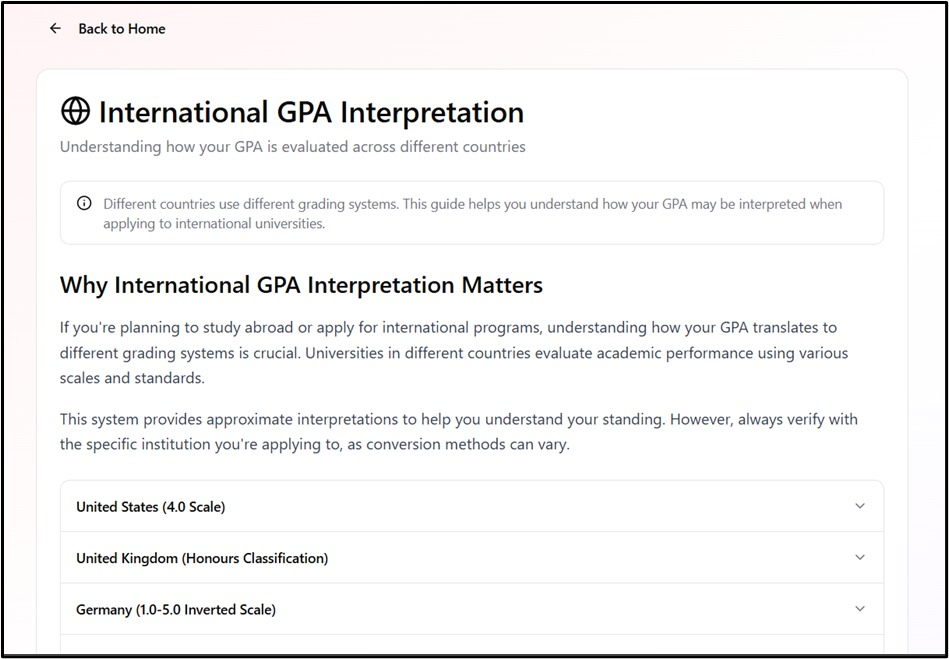 Back to Home
International GPA Interpretation
Understanding how your GPA is evaluated across different countries
Different countries use different grading systems. This guide helps you understand how your GPA may be interpreted when
applying to international universities.
Why International GPA Interpretation Matters
If you're planning to study abroad or apply for international programs, understanding how your GPA translates to
different grading systems is crucial. Universities in different countries evaluate academic performance using various
scales and standards.
This system provides approximate interpretations to help you understand your standing. However, always verify with
the specific institution you're applying to, as conversion methods can vary.
United States (4.0 Scale)
United Kingdom (Honours Classification)
Germany (1.0-5.0 Inverted Scale)